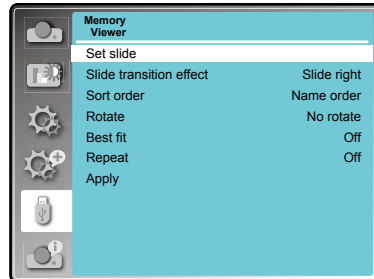 Memory
Viewer
Set slide
Slide transition effect Slide right
Sort order Name order
Rotate No rotate
Best fit Off
Repeat Off
Apply